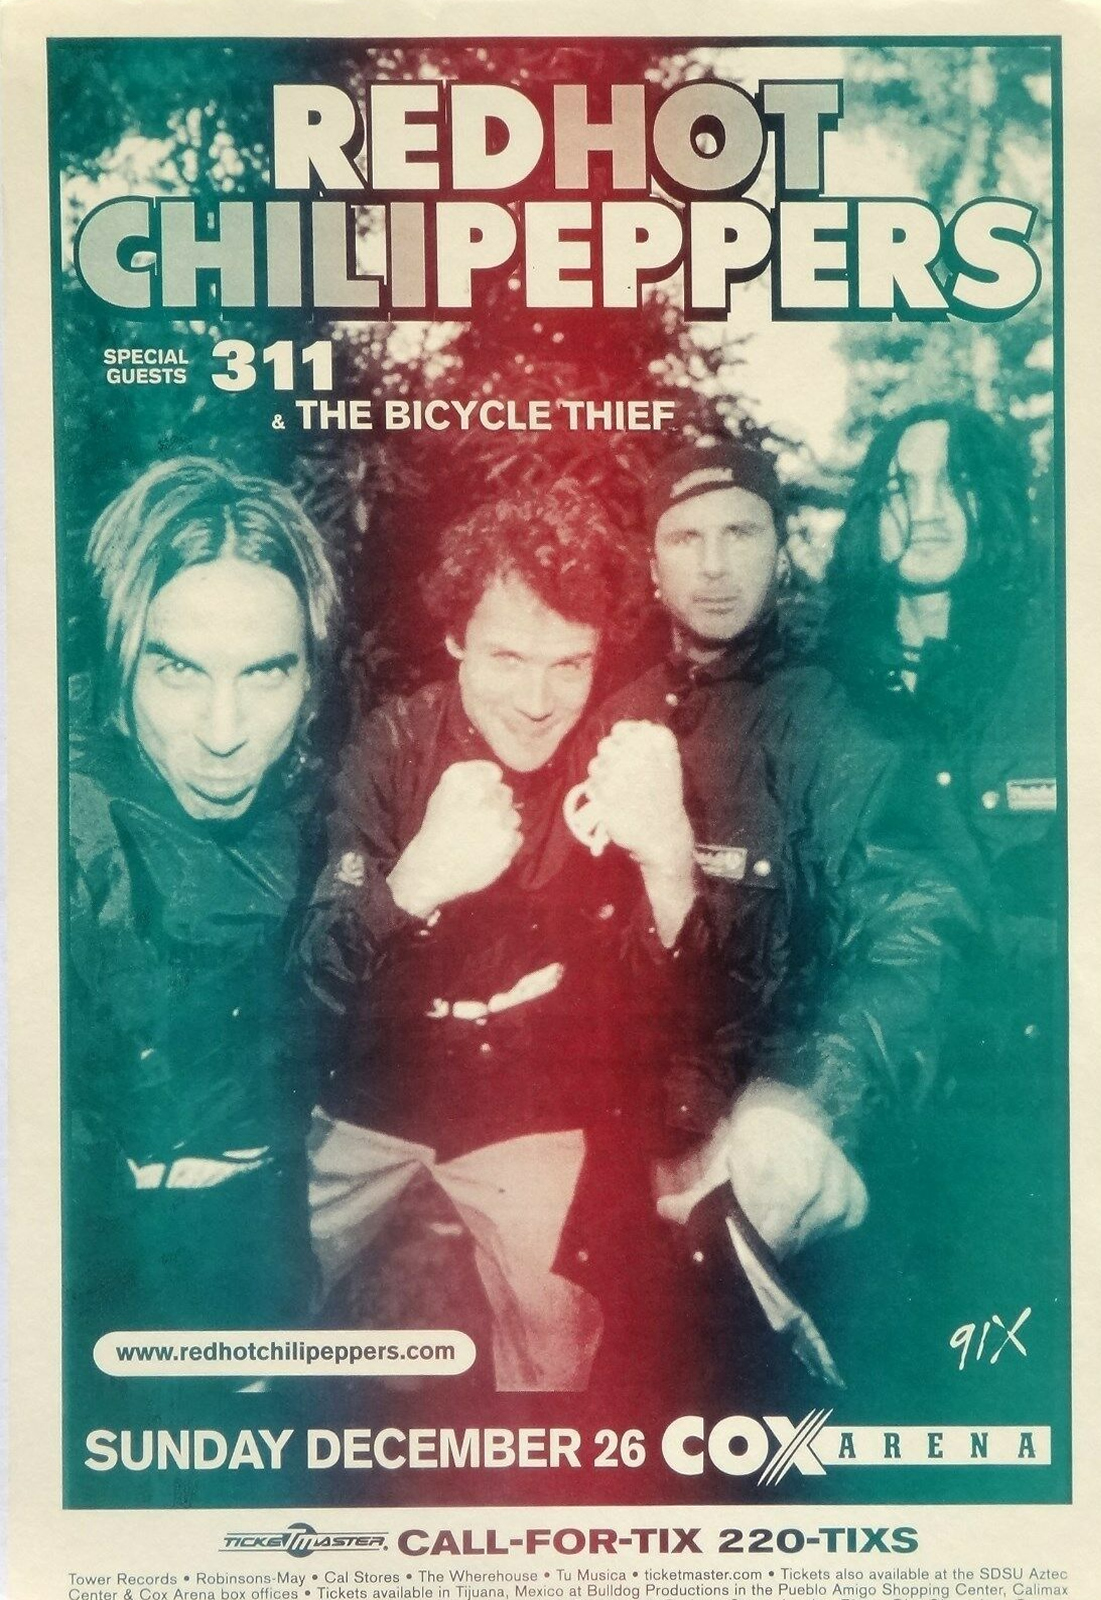 REDHOT
CHILIPEPPERS
SPECIAL GUESTS 311
& THE BICYCLE THIEF
www.redhotchilipeppers.com
91X
SUNDAY DECEMBER 26 COX ARENA
TICKETMASTER. CALL-FOR-TIX 220-TIXS
Tower Records • Robinsons-May • Cal Stores • The Wherehouse • Tu Musica • ticketmaster.com • Tickets also available at the SDSU Aztec
Center & Cox Arena box offices • Tickets available in Tijuana, Mexico at Bulldog Productions in the Pueblo Amigo Shopping Center, Calimax